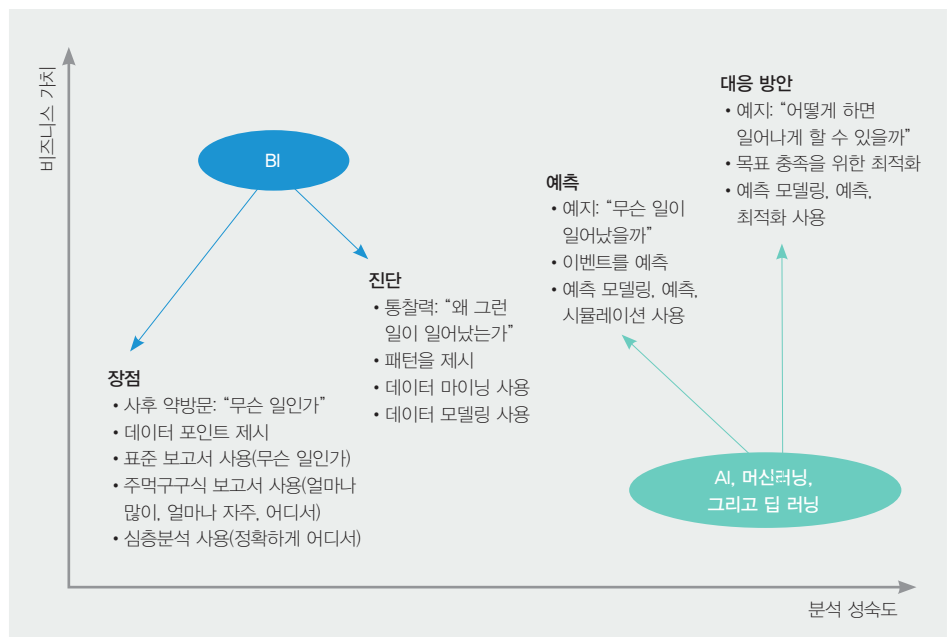 비즈니스 가치
BI
장점
• 사후 약방문: “무슨 일인가”
• 데이터 포인트 제시
• 표준 보고서 사용(무슨 일인가)
• 주먹구구식 보고서 사용(얼마나
많이, 얼마나 자주, 어디서)
• 심층분석 사용(정확하게 어디서)
진단
• 통찰력: “왜 그런
일이 일어났는가”
• 패턴을 제시
• 데이터 마이닝 사용
• 데이터 모델링 사용
예측
• 예지: “무슨 일이
일어났을까”
• 이벤트를 예측
• 예측 모델링, 예측,
시뮬레이션 사용
대응 방안
• 예지: “어떻게 하면
일어나게 할 수 있을까”
• 목표 충족을 위한 최적화
• 예측 모델링, 예측,
최적화 사용
AI, 머신러닝,
그리고 딥 러닝
분석 성숙도